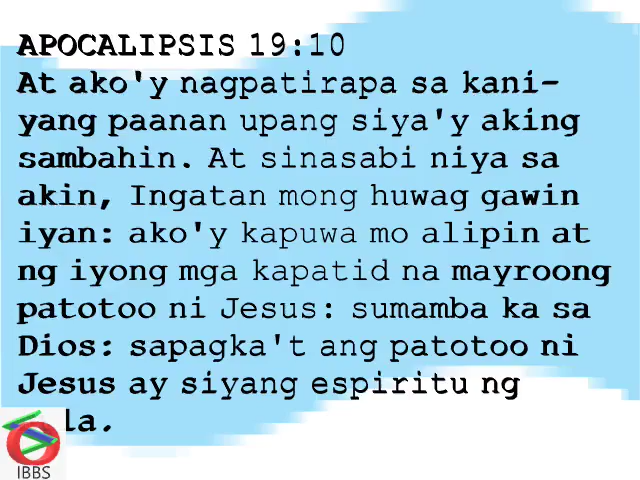 APOCALIPSIS 19:10
At ako'y nagpatirapa sa kani-
yang paanan upang siya'y aking
sambahin. At sinasabi niya sa
akin, Ingatan mong huwag gawin
iyan: ako'y kapuwa mo alipin at
ng iyong mga kapatid na mayroong
patotoo ni Jesus: sumamba ka sa
Dios: sapagka't ang patotoo ni
Jesus ay siyang espiritu ng
IBBS